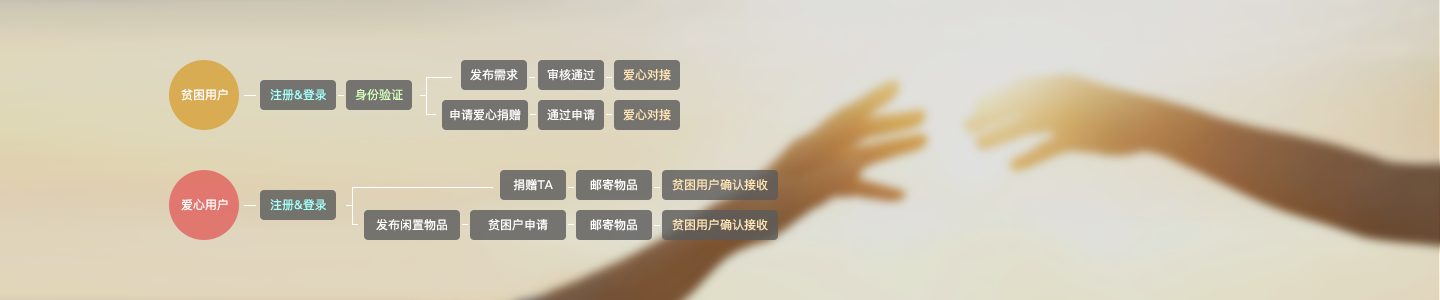 贫困用户
注册&登录
身份验证
发布需求
审核通过
爱心对接
申请爱心捐赠
通过申请
爱心对接
爱心用户
注册&登录
捐赠TA
邮寄物品
贫困用户确认接收
发布闲置物品
贫困户申请
邮寄物品
贫困用户确认接收